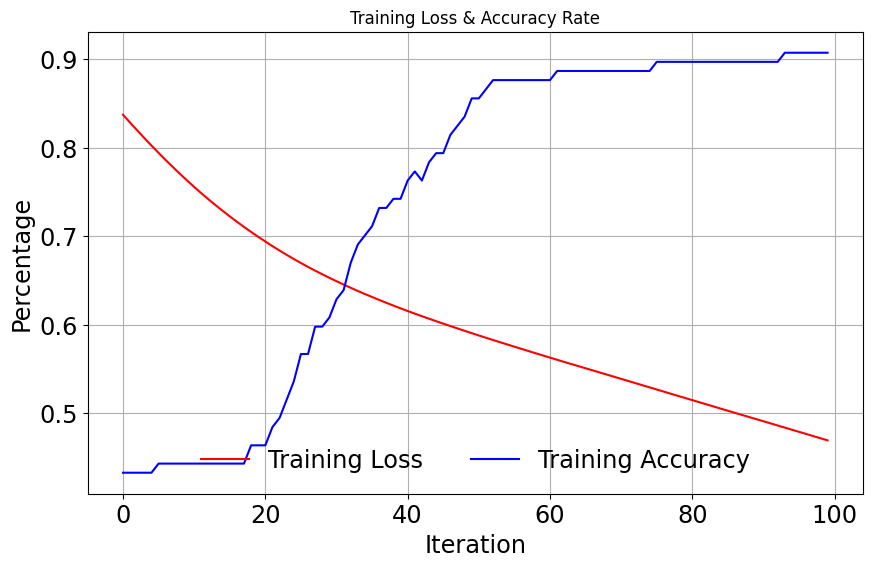 Training Loss & Accuracy Rate
0.9
0.8
0.7
0.6
0.5
Percentage
Training Loss
Training Accuracy
0 20 40 60 80 100
Iteration